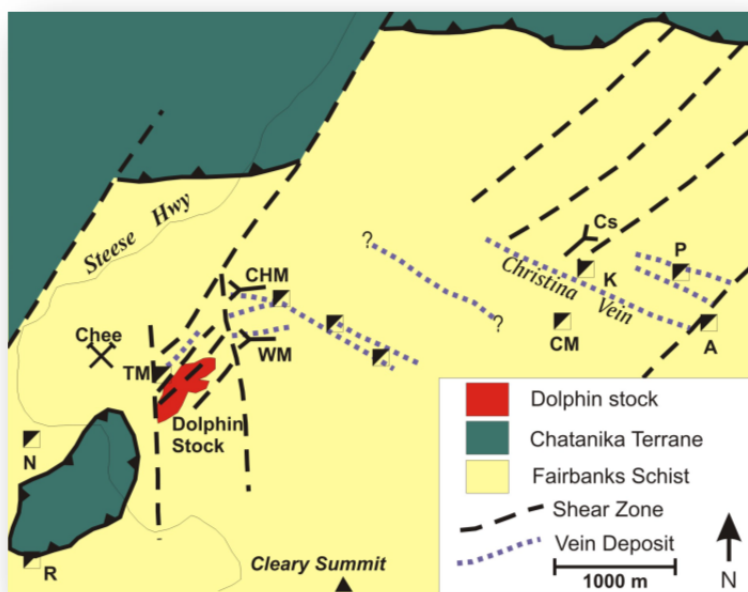 Steese Hwy
Cs
P
K
Christina Vein
CHM
Chee
CM
A
TM
WM
Dolphin
Stock
N
R
Cleary Summit
Dolphin stock
Chatanika Terrane
Fairbanks Schist
Shear Zone
Vein Deposit
1000 m
N
?
?